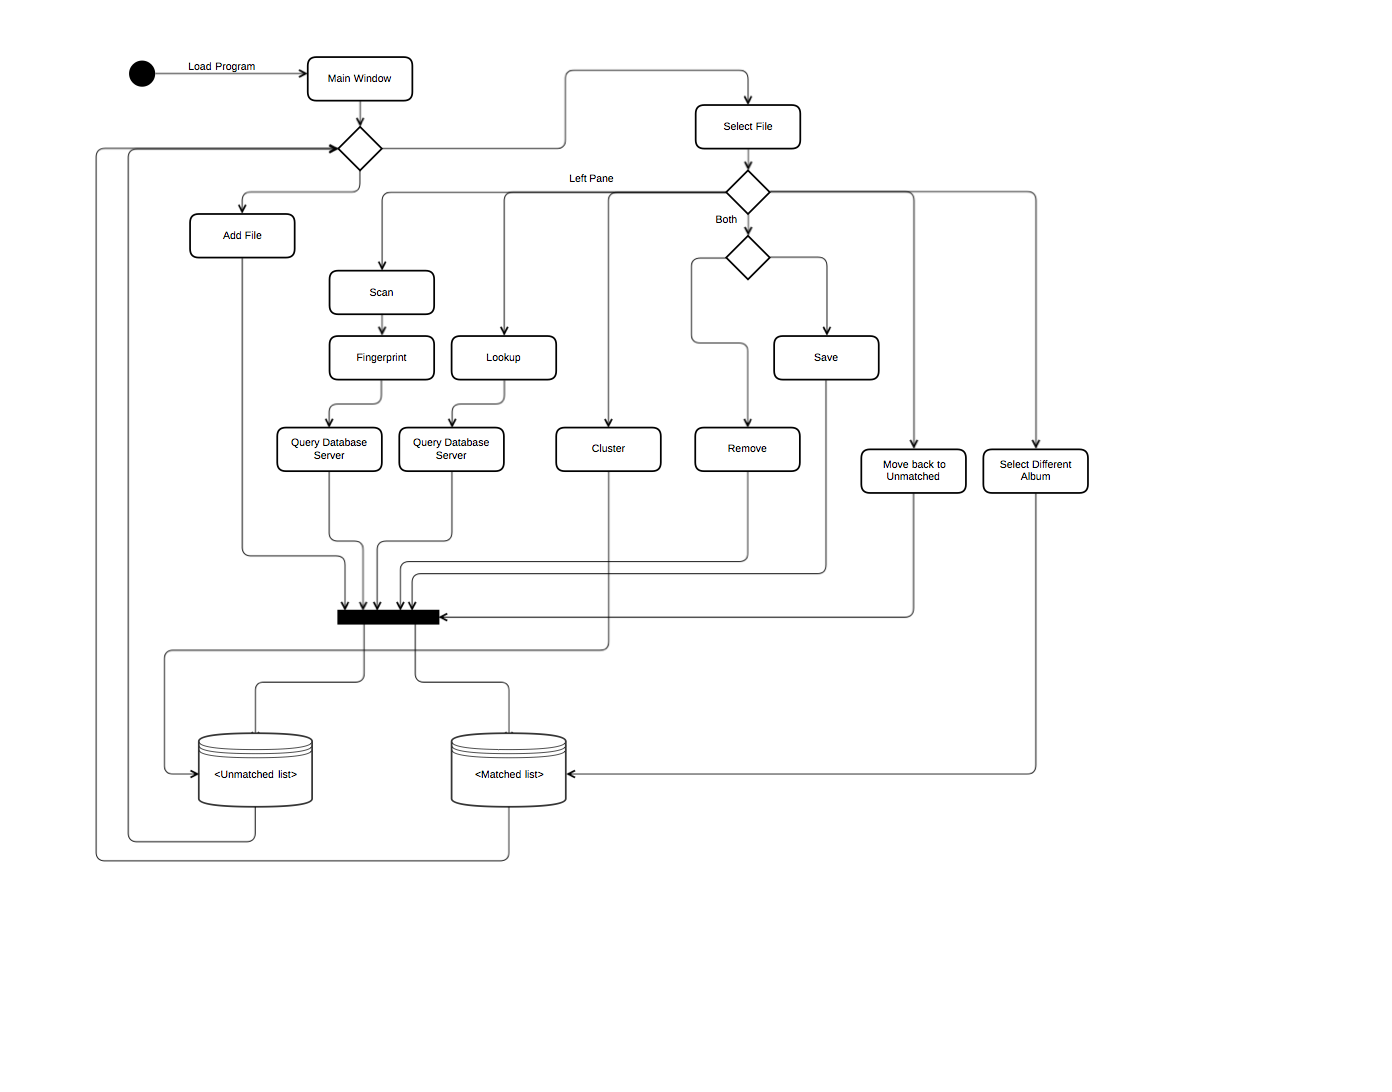 Load Program
Main Window
Select File
Left Pane
Both
Add File
Scan
Fingerprint
Lookup
Save
Query Database
Server
Query Database
Server
Cluster
Remove
Move back to
Unmatched
Select Different
Album
<Unmatched list>
<Matched list>